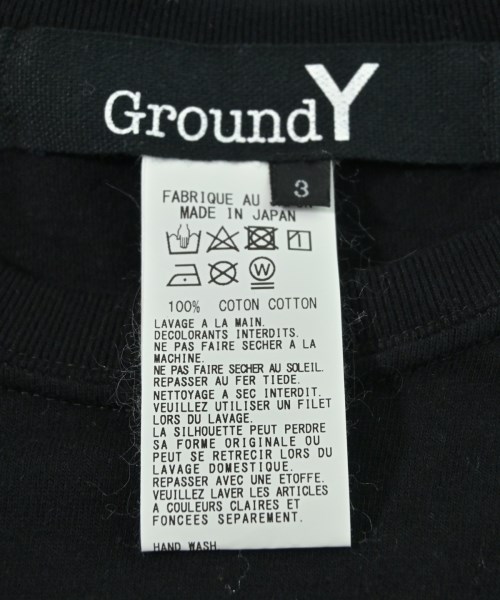 Ground Y
3
FABRIQUE AU
MADE IN JAPAN
W
100% COTON COTTON
LAVAGE A LA MAIN.
DECOLORANTS INTERDITS.
NE PAS FAIRE SECHER A LA
MACHINE.
NE PAS FAIRE SECHER AU SOLEIL.
REPASSER AU FER TIEDE.
NETTOYAGE A SEC INTERDIT.
VEUILLEZ UTILISER UN FILET
LORS DU LAVAGE.
LA SILHOUETTE PEUT PERDRE
SA FORME ORIGINALE OU
PEUT SE RETRECIR LORS DU
LAVAGE DOMESTIQUE.
REPASSER AVEC UNE ETOFFE.
VEUILLEZ LAVER LES ARTICLES
A COULEURS CLAIRES ET
FONCEES SEPAREMENT.
HAND WASH